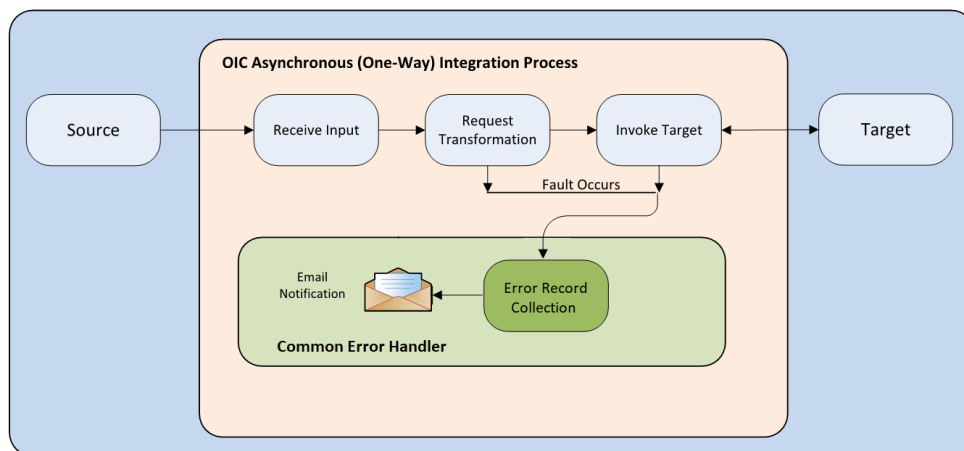 OIC Asynchronous (One-Way) Integration Process
Source
Receive Input
Request
Transformation
Invoke Target
Target
Fault Occurs
Email
Notification
Error Record
Collection
Common Error Handler